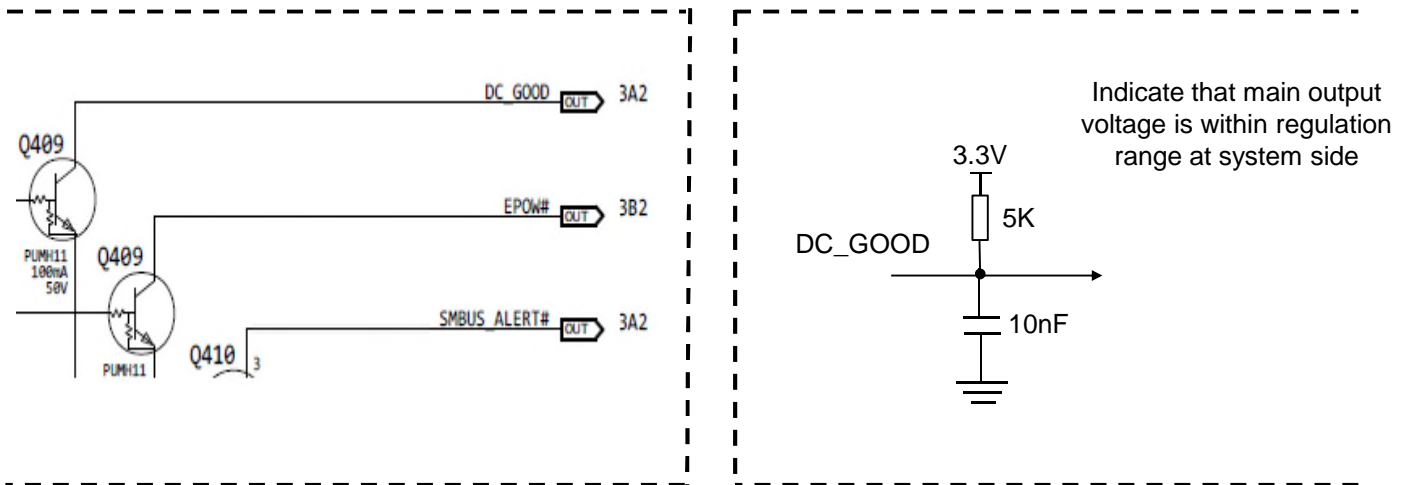 DC_GOOD OUT 3A2
Q409
EPOW# OUT 3B2
PUMH11
100mA
50V
Q409
SMBUS_ALERT# OUT 3A2
Q410 3
PUMH11
Indicate that main output
voltage is within regulation
range at system side
3.3V
5K
DC_GOOD
10nF